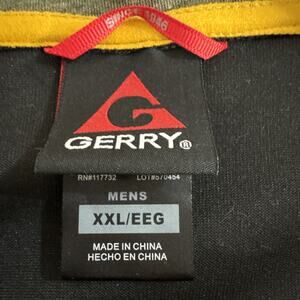 SINCE 1946
G
GERRY®
RN#117732 LOT#570454
MENS
XXL/EEG
MADE IN CHINA
HECHO EN CHINA